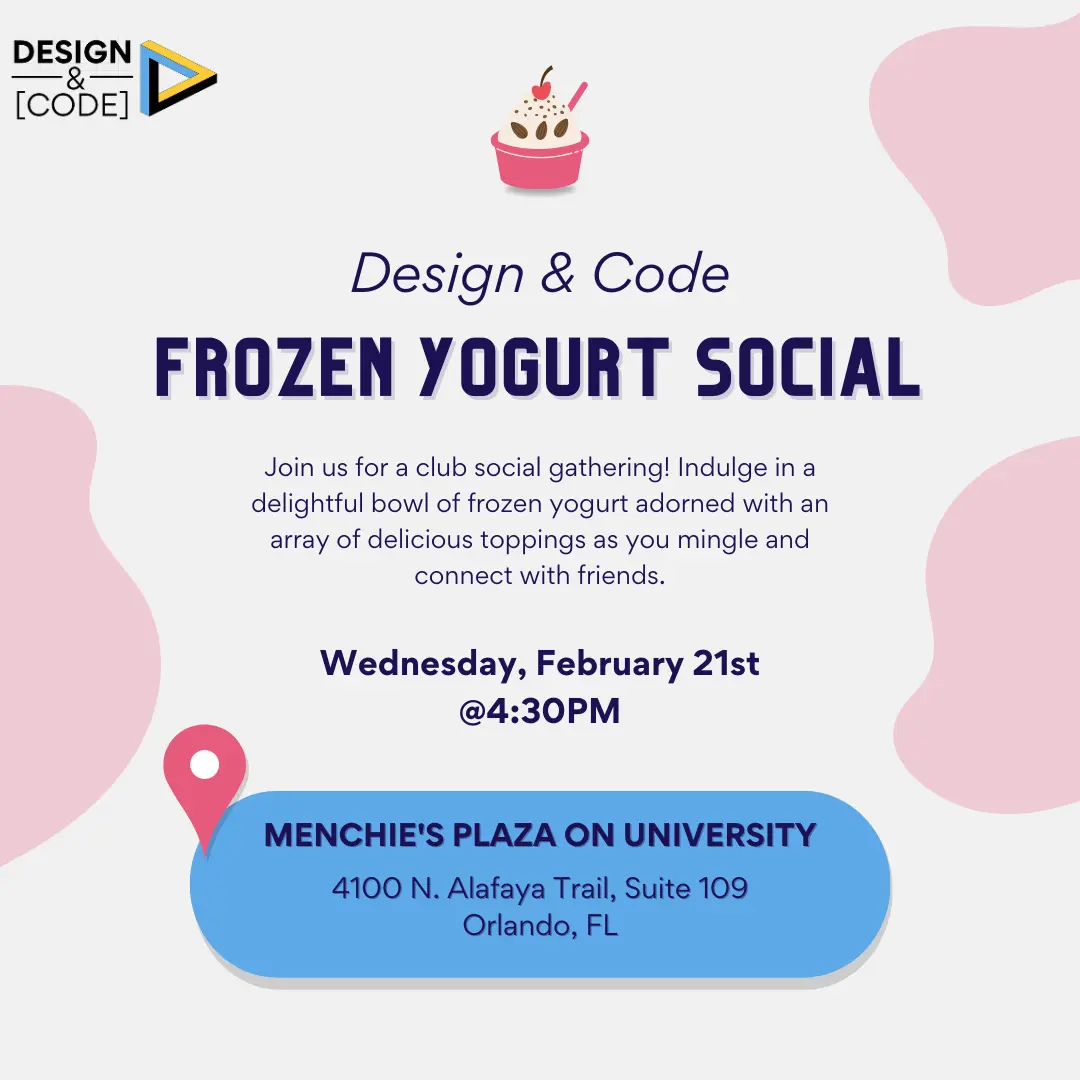 DESIGN
&
[CODE]
Design & Code
FROZEN YOGURT SOCIAL
Join us for a club social gathering! Indulge in a
delightful bowl of frozen yogurt adorned with an
array of delicious toppings as you mingle and
connect with friends.
Wednesday, February 21st
@4:30PM
MENCHIE'S PLAZA ON UNIVERSITY
4100 N. Alafaya Trail, Suite 109
Orlando, FL